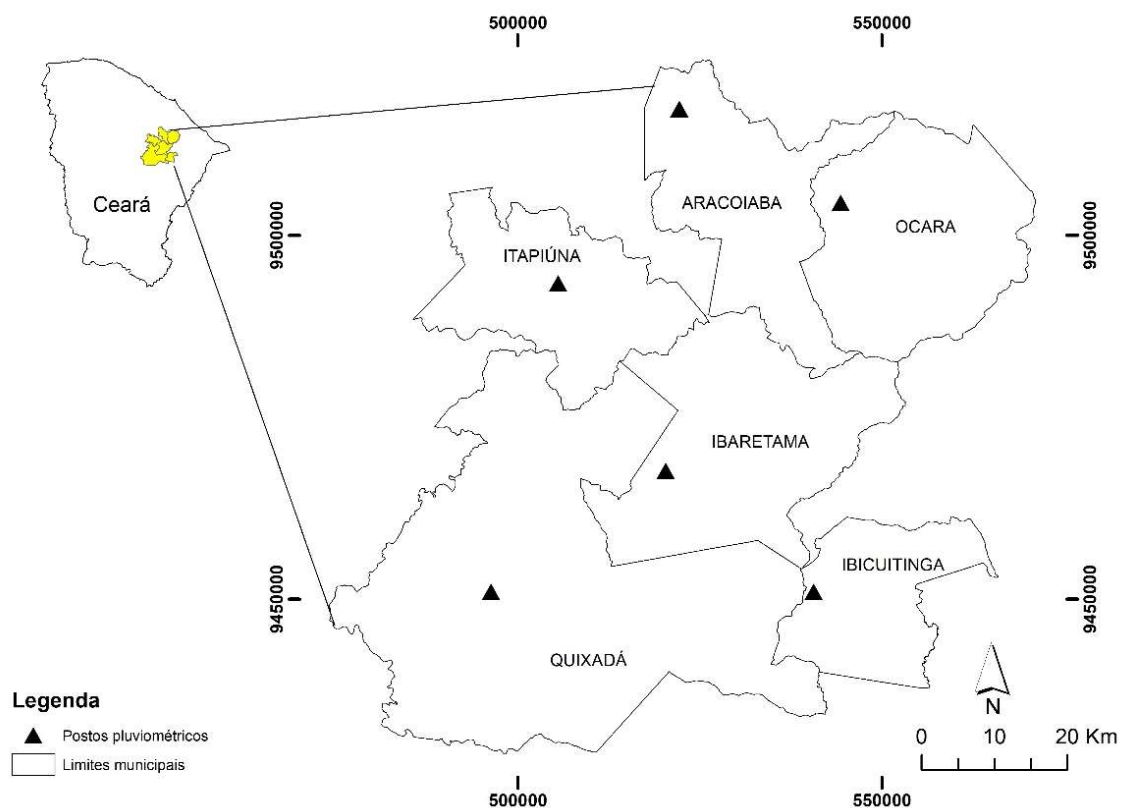 500000 550000
Ceará
ARACOIABA
OCARA
9500000 9500000
ITAPIÚNA
IBARETAMA
IBICUITINGA
9450000 9450000
QUIXADÁ
Legenda
Postos pluviométricos
Limites municipais
N
0 10 20 Km
500000 550000